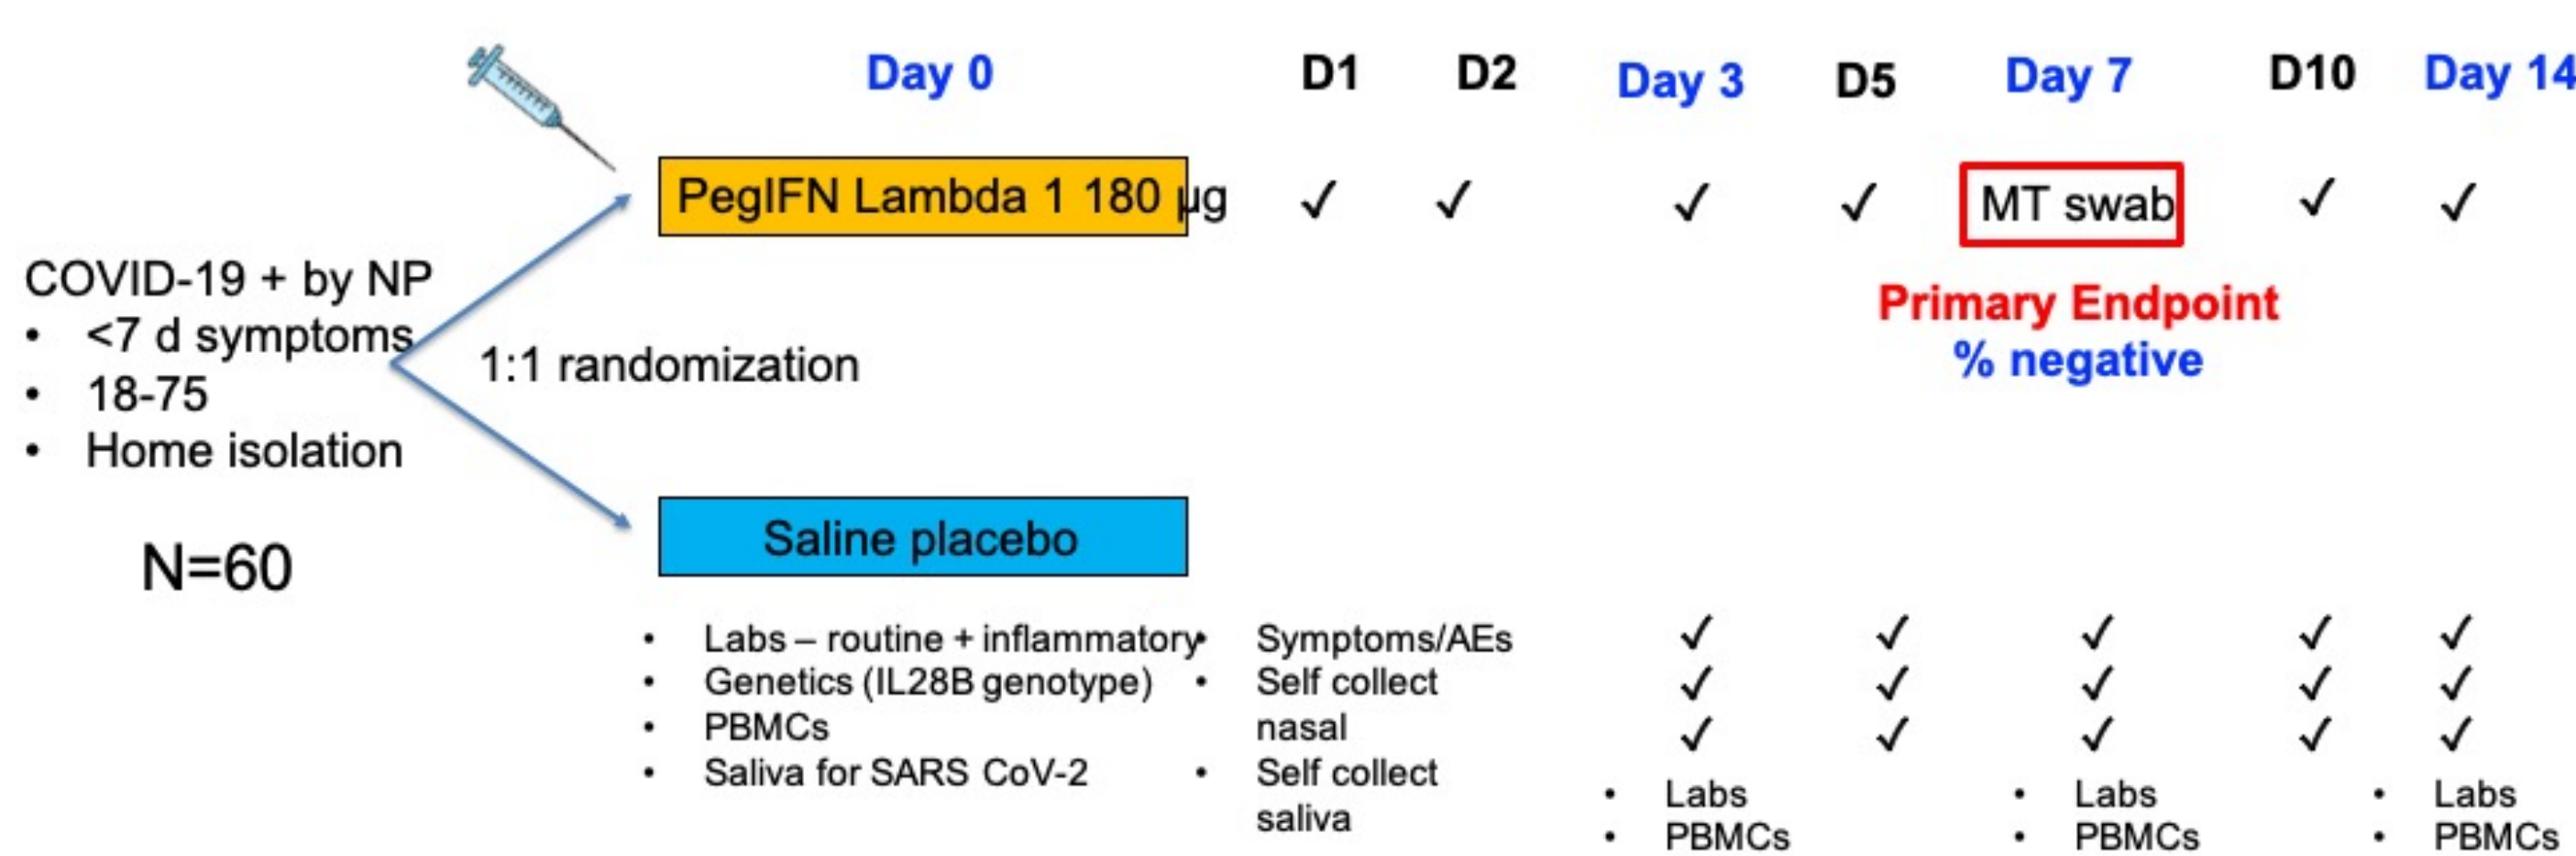 Day 0 D1 D2 Day 3 D5 Day 7 D10 Day 14
PegIFN Lambda 1 180 µg ✓ ✓ ✓ ✓ MT swab ✓ ✓
Primary Endpoint
% negative
COVID-19 + by NP
• <7 d symptoms
• 18-75
• Home isolation
N=60
1:1 randomization
Saline placebo
• Labs – routine + inflammatory
• Genetics (IL28B genotype)
• PBMCs
• Saliva for SARS CoV-2
• Symptoms/AEs
• Self collect
nasal
• Self collect
saliva
✓ ✓ ✓ ✓ ✓
✓ ✓ ✓ ✓ ✓
✓ ✓ ✓ ✓ ✓
• Labs
• PBMCs
• Labs
• PBMCs
• Labs
• PBMCs